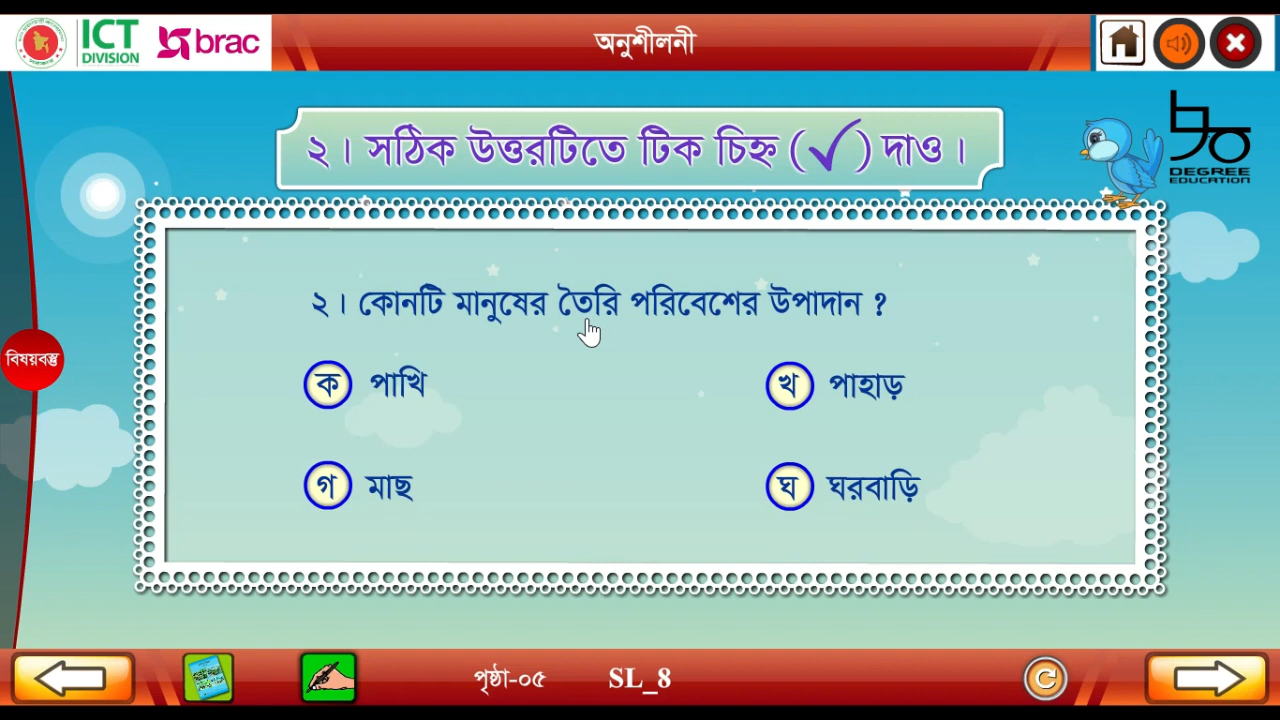 ICT
DIVISION
brac
অনুশীলনী
২। সঠিক উত্তরটিতে টিক চিহ্ন (✓) দাও।
DEGREE
EDUCATION
২। কোনটি মানুষের তৈরি পরিবেশের উপাদান ?
ক পাখি
খ পাহাড়
গ মাছ
ঘ ঘরবাড়ি
বিষয়বস্তু
পৃষ্ঠা-০৫
SL_8